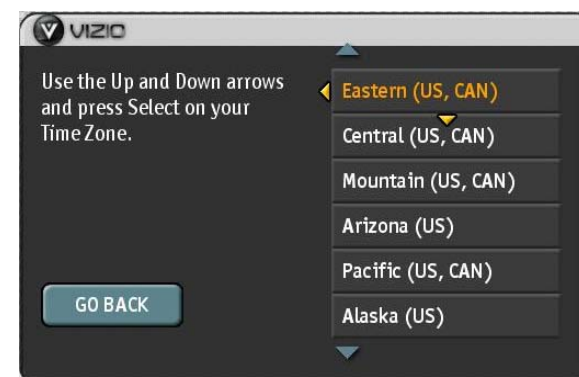 VIZIO
Use the Up and Down arrows
and press Select on your
Time Zone.
GO BACK
Eastern (US, CAN)
Central (US, CAN)
Mountain (US, CAN)
Arizona (US)
Pacific (US, CAN)
Alaska (US)